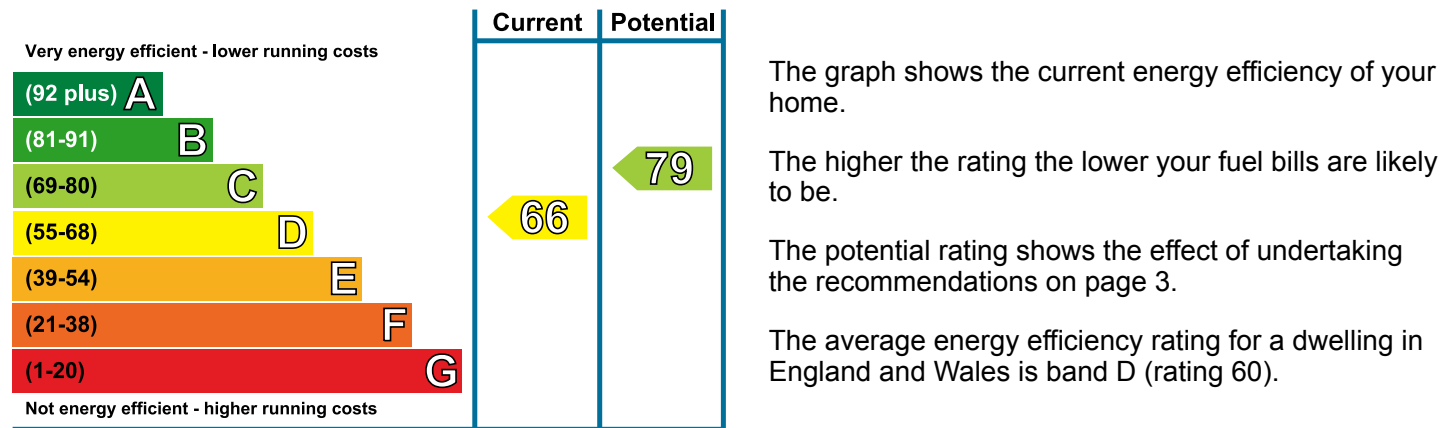 Current Potential
Very energy efficient - lower running costs
(92 plus) A
(81-91) B
(69-80) C
(55-68) D
(39-54) E
(21-38) F
(1-20) G
Not energy efficient - higher running costs
66
79
The graph shows the current energy efficiency of your
home.
The higher the rating the lower your fuel bills are likely
to be.
The potential rating shows the effect of undertaking
the recommendations on page 3.
The average energy efficiency rating for a dwelling in
England and Wales is band D (rating 60).